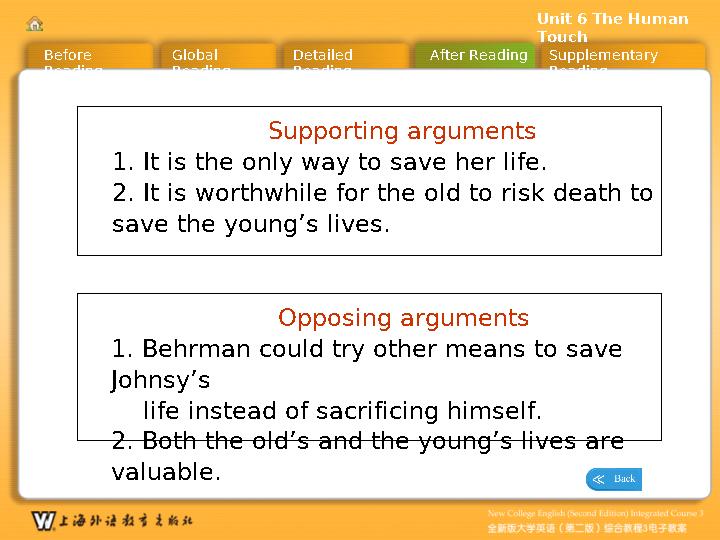 Unit 6 The Human
Touch
Before
Reading
Global
Reading
Detailed
Reading
After Reading
Supplementary
Reading
Supporting arguments
1. It is the only way to save her life.
2. It is worthwhile for the old to risk death to
save the young’s lives.
Opposing arguments
1. Behrman could try other means to save
Johnsy’s
life instead of sacrificing himself.
2. Both the old’s and the young’s lives are
valuable.
Back
上海外语教育出版社
New College English (Second Edition) Integrated Course 3
全新版大学英语（第二版）综合教程3电子教案